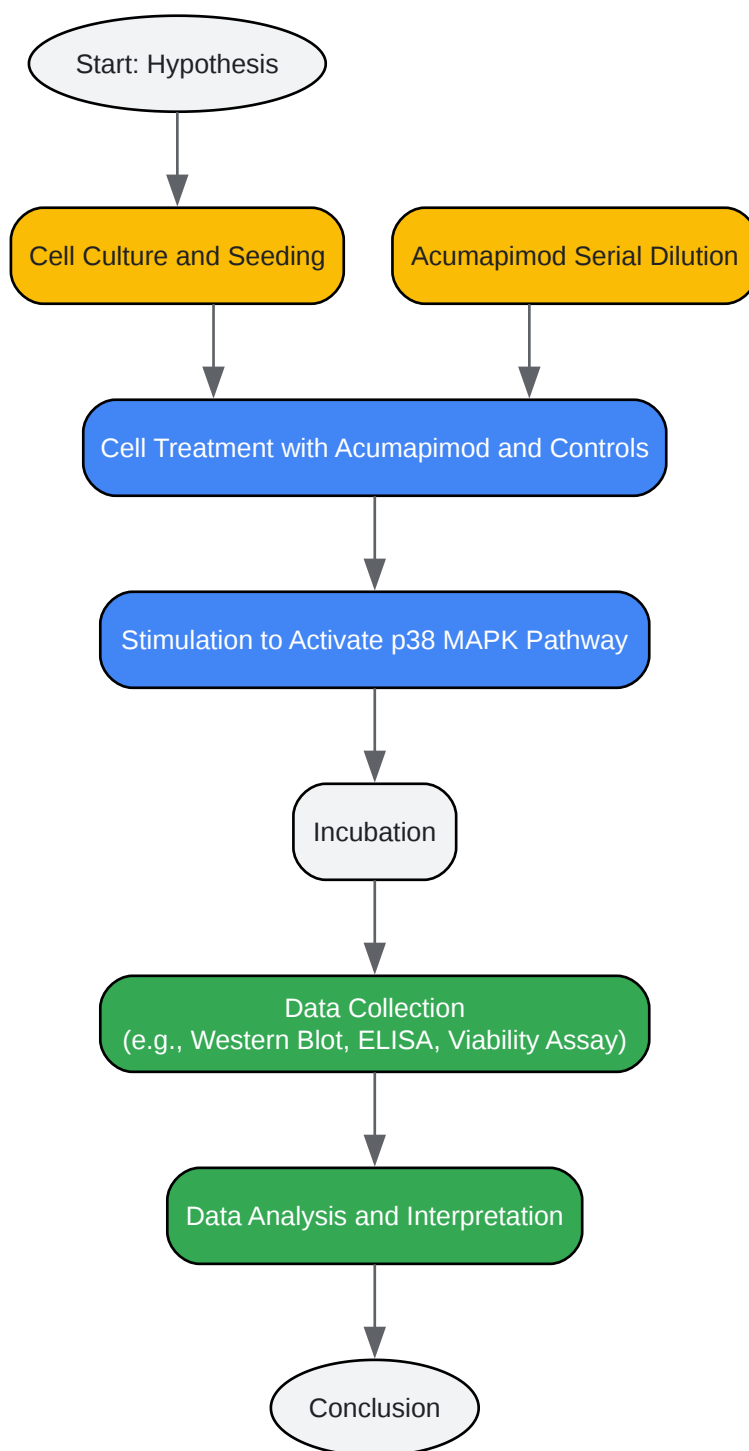 Start: Hypothesis
Cell Culture and Seeding
Acumapimod Serial Dilution
Cell Treatment with Acumapimod and Controls
Stimulation to Activate p38 MAPK Pathway
Incubation
Data Collection
(e.g., Western Blot, ELISA, Viability Assay)
Data Analysis and Interpretation
Conclusion